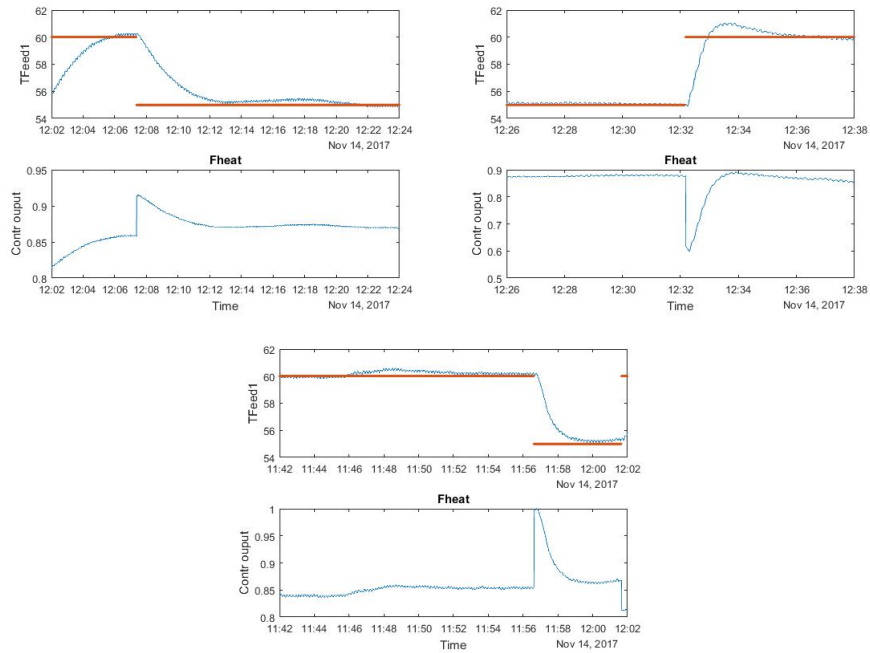 62
60
58
56
54
TFeed1
12:02 12:04 12:06 12:08 12:10 12:12 12:14 12:16 12:18 12:20 12:22 12:24
Nov 14, 2017
Fheat
0.95
0.9
0.85
0.8
Contr ouput
12:02 12:04 12:06 12:08 12:10 12:12 12:14 12:16 12:18 12:20 12:22 12:24
Time
Nov 14, 2017
62
60
58
56
54
TFeed1
12:26 12:28 12:30 12:32 12:34 12:36 12:38
Nov 14, 2017
Fheat
0.9
0.8
0.7
0.6
0.5
Contr ouput
12:26 12:28 12:30 12:32 12:34 12:36 12:38
Time
Nov 14, 2017
62
60
58
56
54
TFeed1
11:42 11:44 11:46 11:48 11:50 11:52 11:54 11:56 11:58 12:00 12:02
Nov 14, 2017
Fheat
1
0.95
0.9
0.85
0.8
Contr ouput
11:42 11:44 11:46 11:48 11:50 11:52 11:54 11:56 11:58 12:00 12:02
Time
Nov 14, 2017